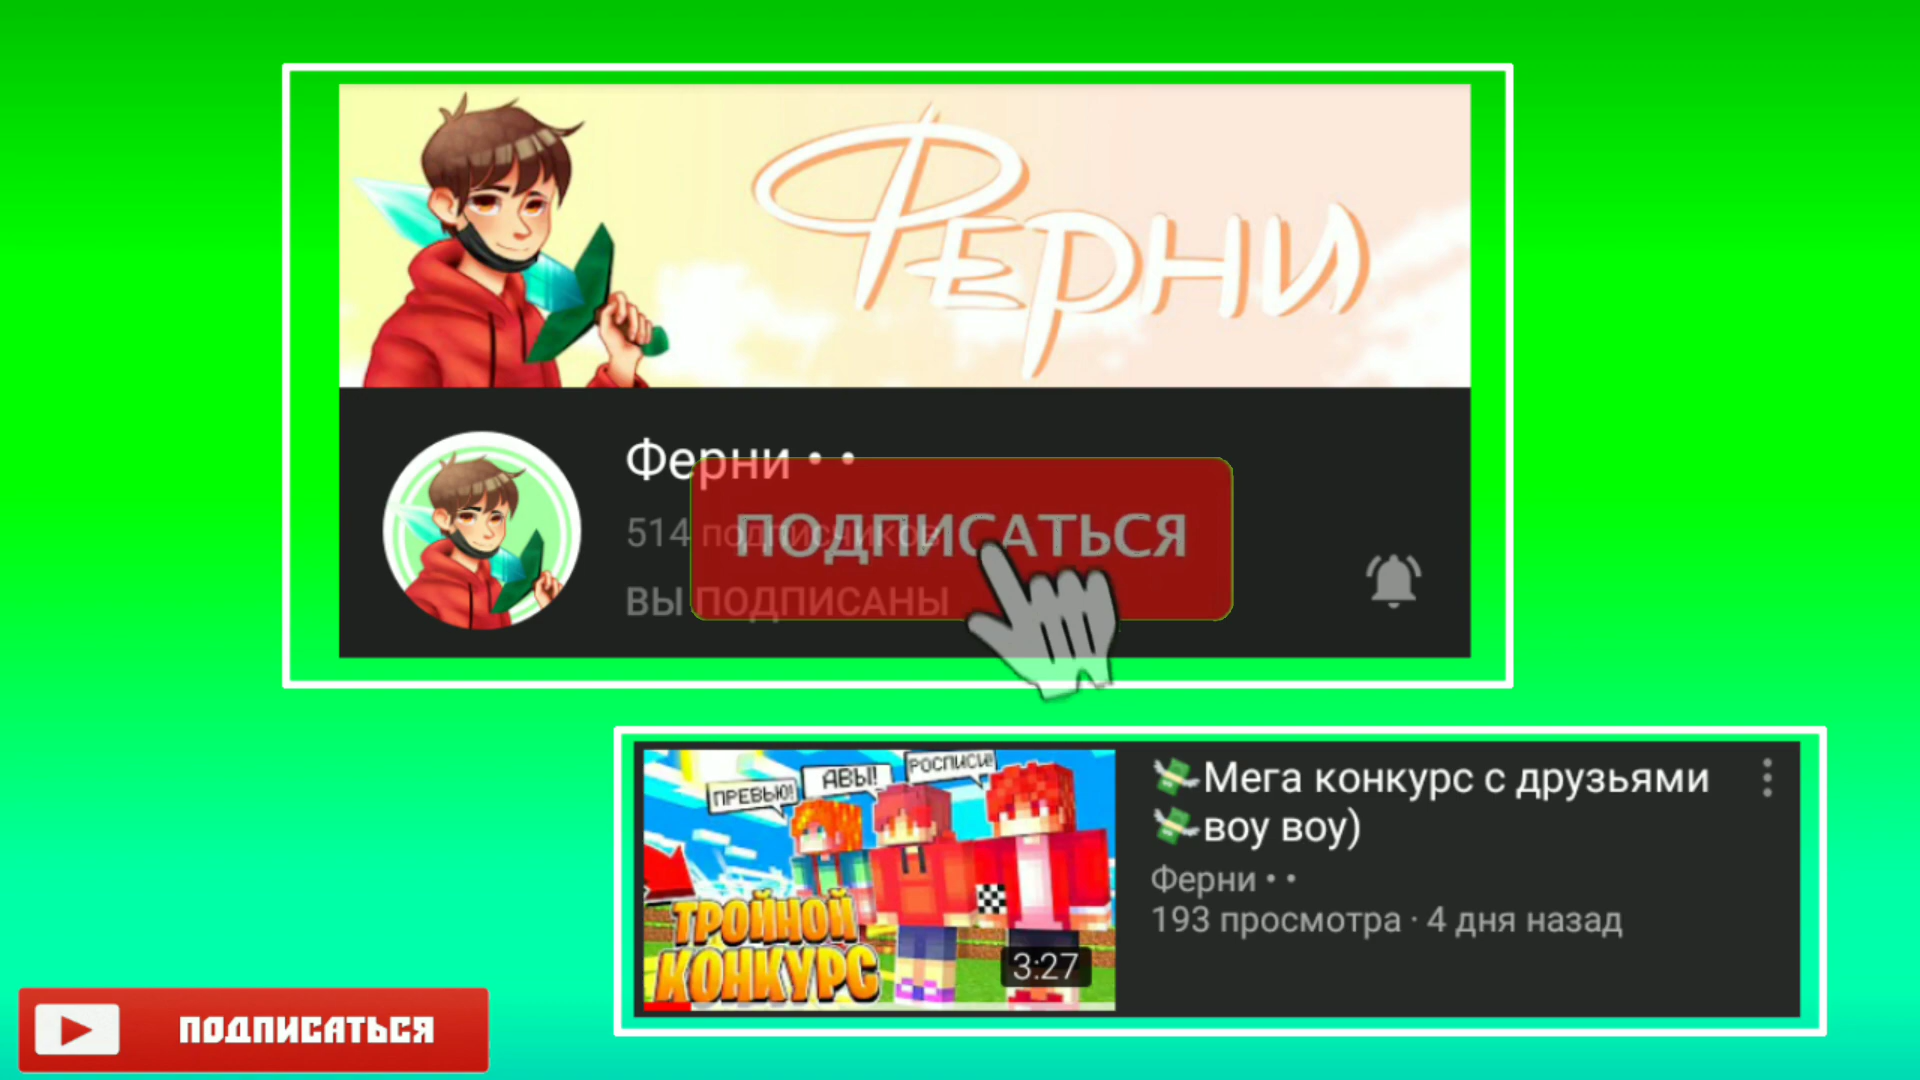 Ферни
Ферни • •
514 подписчиков
ПОДПИСАТЬСЯ
ВЫ ПОДПИСАНЫ
ПРЕВЬЮ!
АВЫ!
РОСПИСИ!
ТРОЙНОЙ
КОНКУРС
3:27
💸Мега конкурс с друзьями
💸воу воу)
Ферни • •
193 просмотра · 4 дня назад
ПОДПИСАТЬСЯ